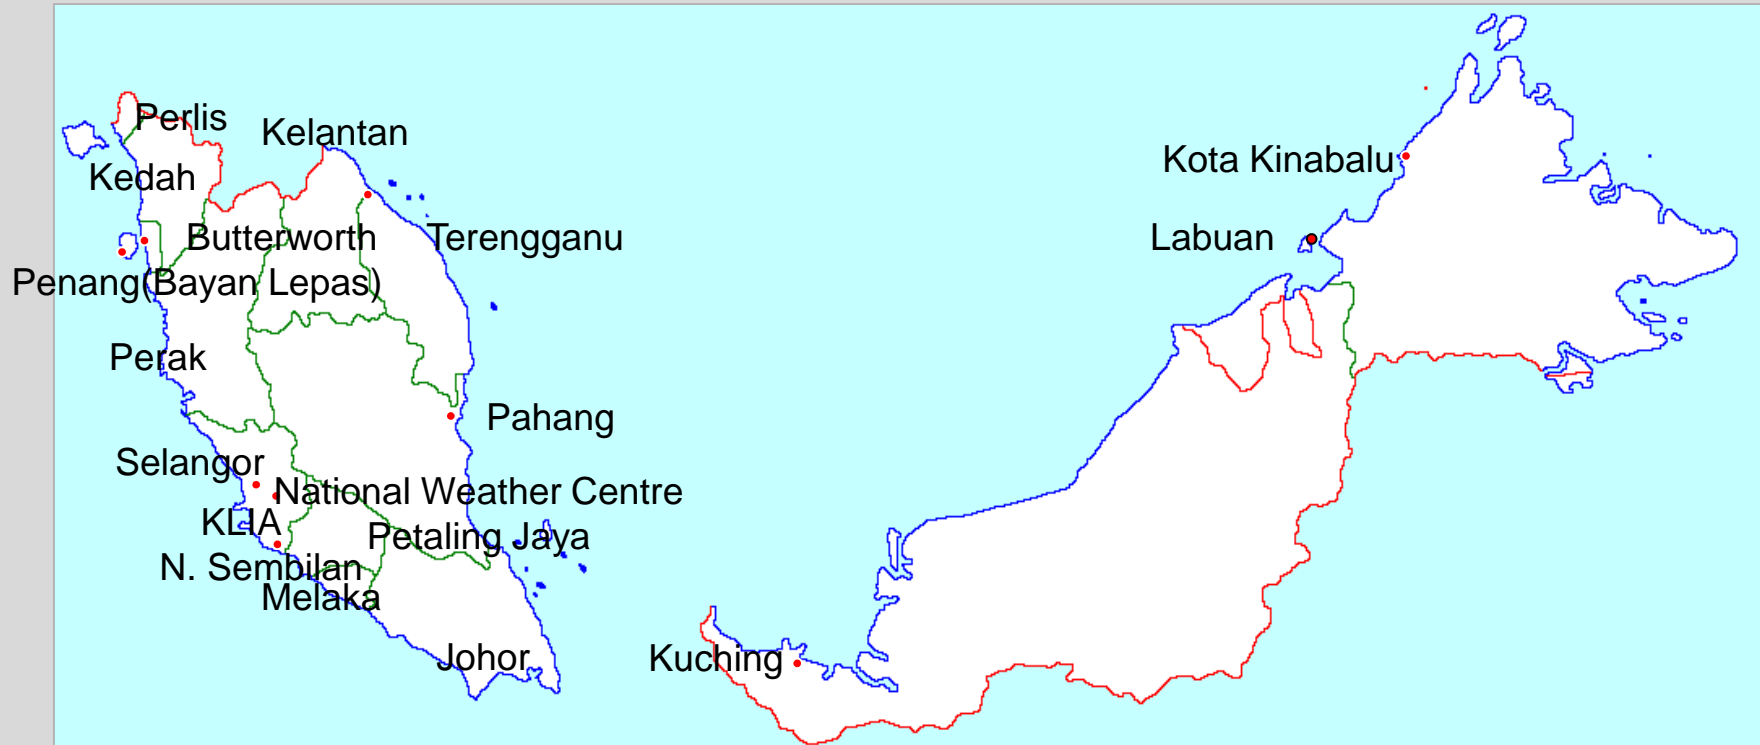 Perlis
Kelantan
Kota Kinabalu
Kedah
Butterworth
Terengganu
Labuan
Penang(Bayan Lepas)
Perak
Pahang
Selangor
National Weather Centre
KLIA
Petaling Jaya
N. Sembilan
Melaka
Johor
Kuching